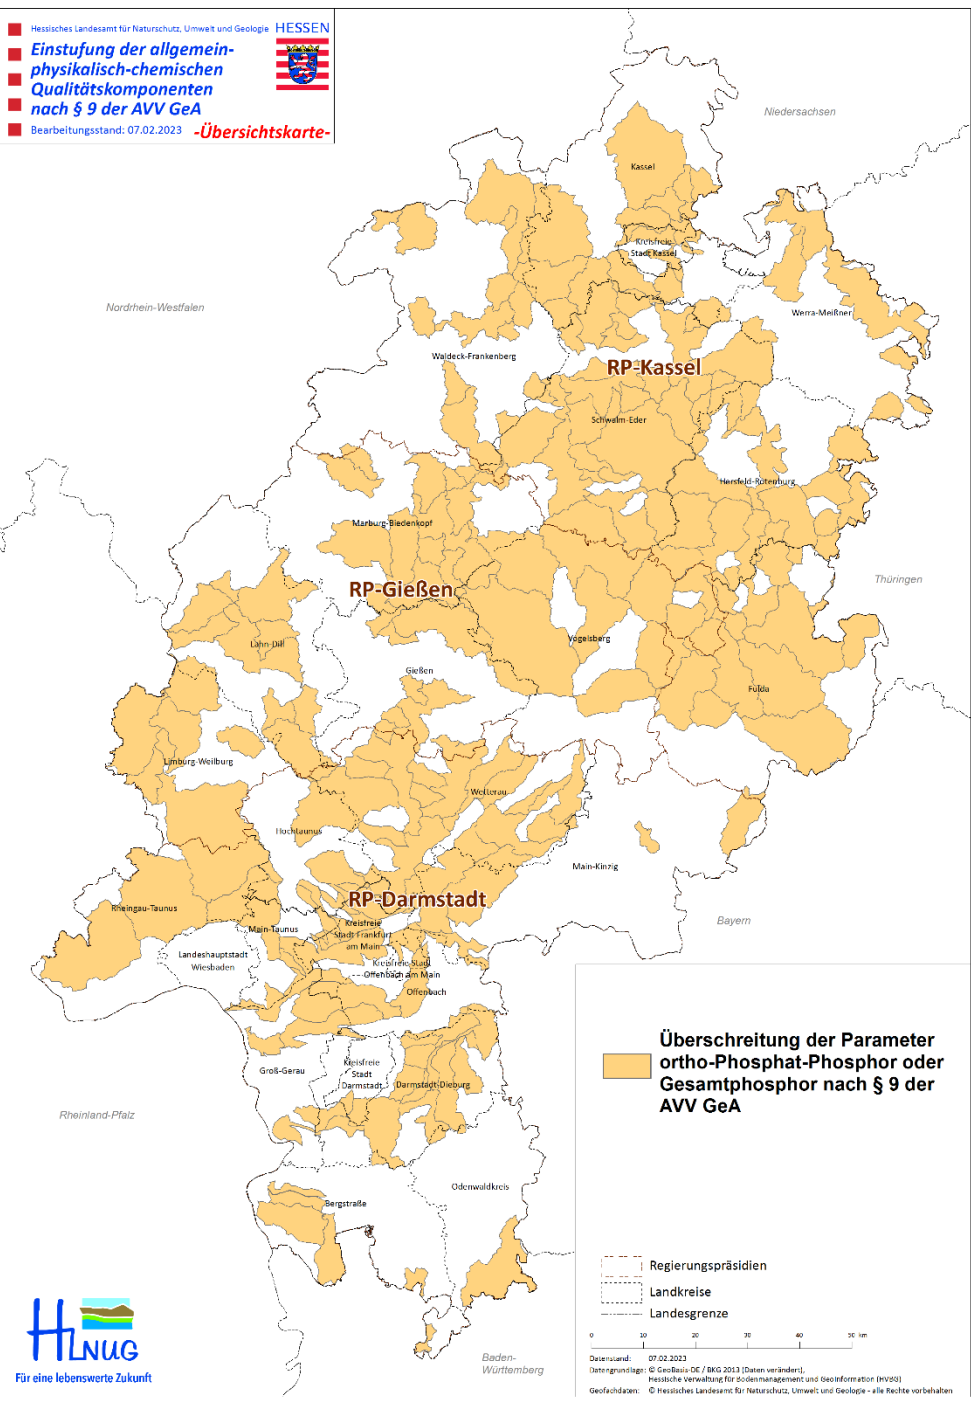 Hessisches Landesamt für Naturschutz, Umwelt und Geologie
HESSEN
Einstufung der allgemein-
physikalisch-chemischen
Qualitätskomponenten
nach § 9 der AVV GeA
Bearbeitungsstand: 07.02.2023
-Übersichtskarte-
Niedersachsen
Kassel
Kreisfreie
Stadt Kassel
Nordrhein-Westfalen
Werra-Meißner
Waldeck-Frankenberg
RP-Kassel
Schwalm-Eder
Hersfeld-Rotenburg
Marburg-Biedenkopf
Thüringen
RP-Gießen
Vogelsberg
Lahn-Dill
Gießen
Fulda
Limburg-Weilburg
Wetterau
Hochtaunus
Main-Kinzig
RP-Darmstadt
Rheingau-Taunus
Bayern
Kreisfreie
Stadt Frankfurt
am Main
Main-Taunus
Landeshauptstadt
Wiesbaden
Kreisfreie Stadt
Offenbach am Main
Offenbach
Groß-Gerau
Kreisfreie
Stadt
Darmstadt
Darmstadt-Dieburg
Rheinland-Pfalz
Odenwaldkreis
Bergstraße
Baden-
Württemberg
Überschreitung der Parameter
ortho-Phosphat-Phosphor oder
Gesamtphosphor nach § 9 der
AVV GeA
Regierungspräsidien
Landkreise
Landesgrenze
0 10 20 30 40 50 km
Datenstand: 07.02.2023
Datengrundlage: © GeoBasis-DE / BKG 2013 (Daten verändert),
Hessische Verwaltung für Bodenmanagement und Geoinformation (HVBG)
Geofachdaten: © Hessisches Landesamt für Naturschutz, Umwelt und Geologie - alle Rechte vorbehalten
HLNUG
Für eine lebenswerte Zukunft